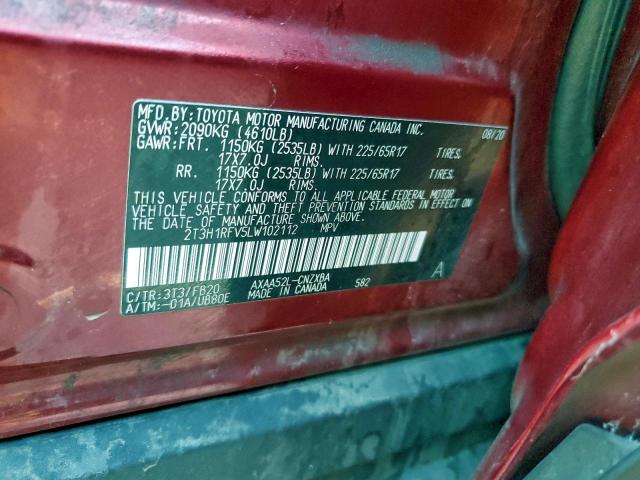 MFD.BY:TOYOTA MOTOR MANUFACTURING CANADA INC. 08/20
GVWR:2090KG (4610LB)
GAWR:FRT. 1150KG (2535LB) WITH 225/65R17 TIRES,
17X7.0J RIMS.
RR. 1150KG (2535LB) WITH 225/65R17 TIRES,
17X7.0J RIMS.
THIS VEHICLE CONFORMS TO ALL APPLICABLE FEDERAL MOTOR
VEHICLE SAFETY AND THEFT PREVENTION STANDARDS IN EFFECT ON
THE DATE OF MANUFACTURE SHOWN ABOVE.
2T3H1RFV5LW102112 MPV
C/TR:3T3/FB20 AXAA52L-CNZXBA 582 A
A/TM:-01A/UB80E MADE IN CANADA